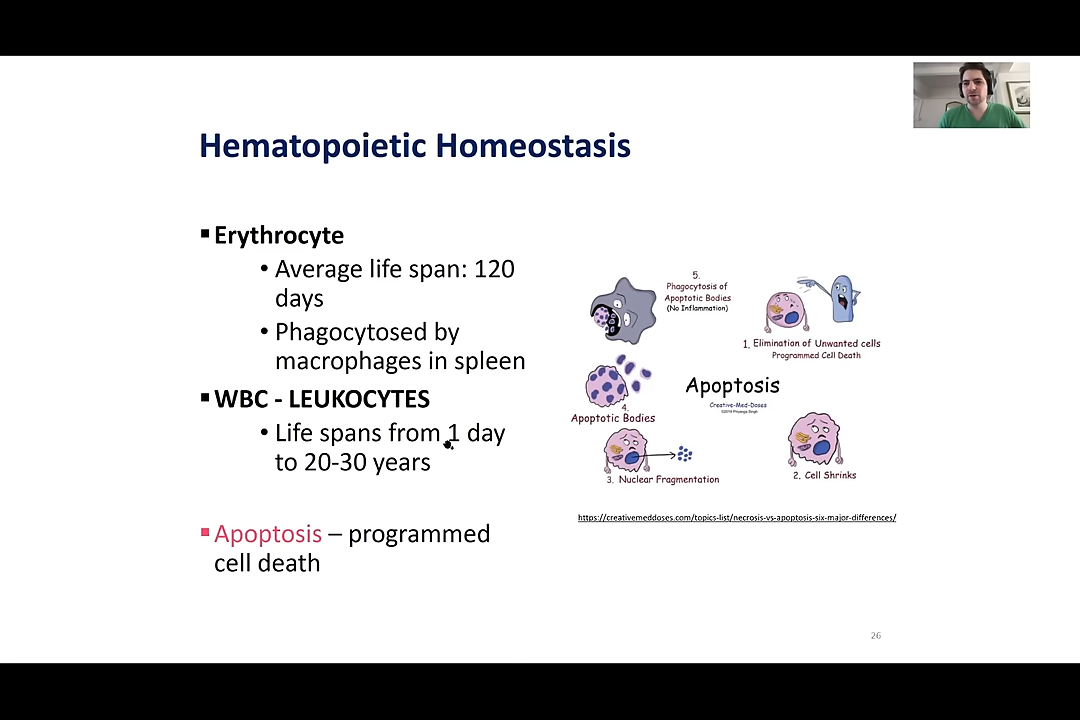 Hematopoietic Homeostasis
▪Erythrocyte
• Average life span: 120
days
• Phagocytosed by
macrophages in spleen
▪WBC - LEUKOCYTES
• Life spans from 1 day
to 20-30 years
▪Apoptosis – programmed
cell death
5.
Phagocytosis of
Apoptotic Bodies
(No Inflammation)
1. Elimination of Unwanted cells
Programmed Cell Death
Apoptosis
Creative-Med-Doses
©2019 Priyanga Singh
4.
Apoptotic Bodies
3. Nuclear Fragmentation
2. Cell Shrinks
https://creativemeddoses.com/topics-list/necrosis-vs-apoptosis-six-major-differences/
26